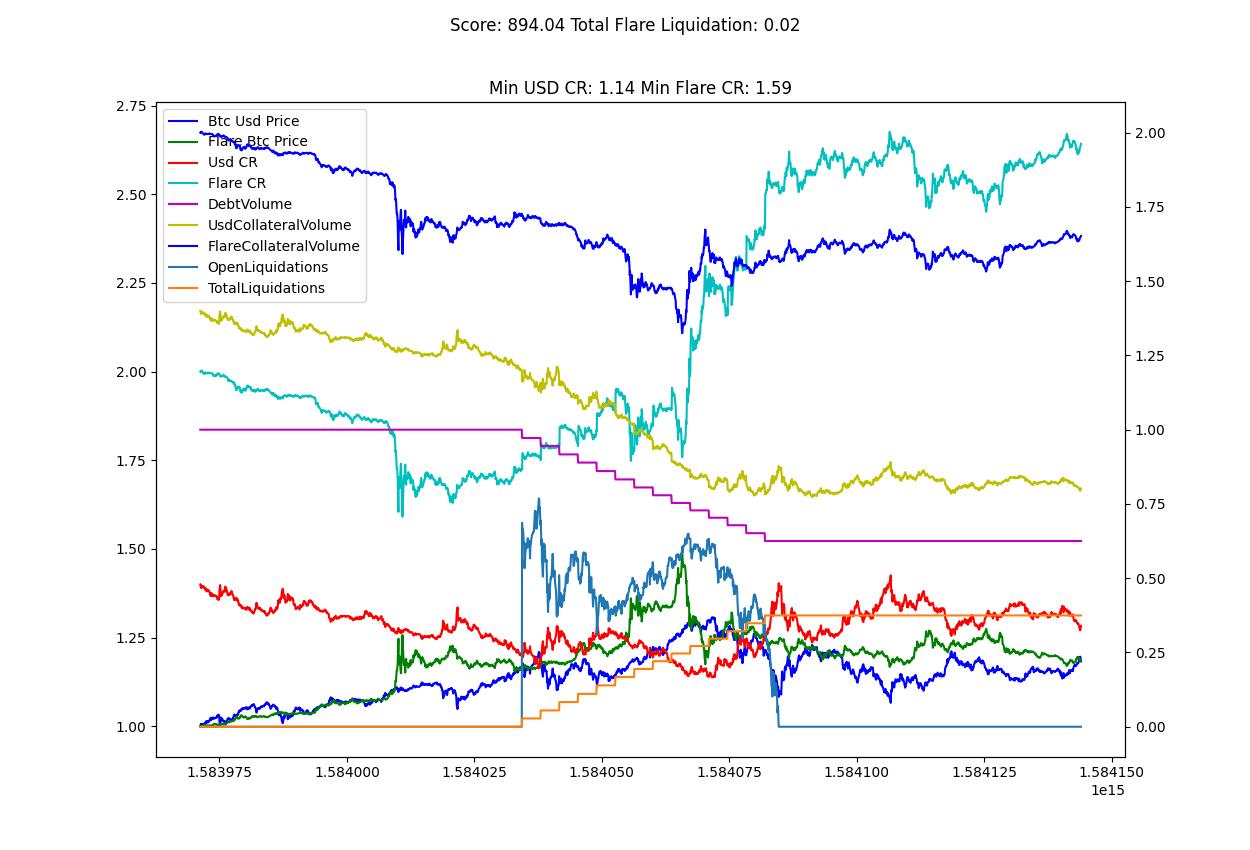 Score: 894.04 Total Flare Liquidation: 0.02
Min USD CR: 1.14 Min Flare CR: 1.59
Btc Usd Price
Flare Btc Price
Usd CR
Flare CR
DebtVolume
UsdCollateralVolume
FlareCollateralVolume
OpenLiquidations
TotalLiquidations
2.75
2.50
2.25
2.00
1.75
1.50
1.25
1.00
2.00
1.75
1.50
1.25
1.00
0.75
0.50
0.25
0.00
1.583975 1.584000 1.584025 1.584050 1.584075 1.584100 1.584125 1.584150
1e15